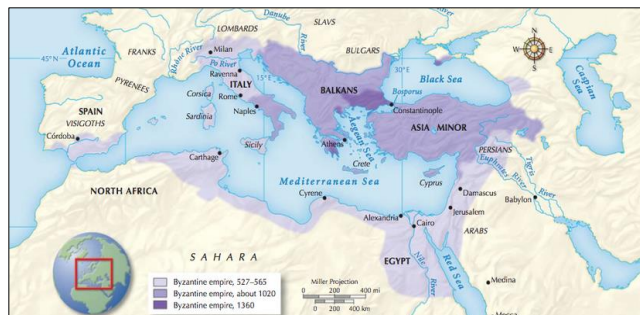 Danube River
SLAVS
LOMBARDS
N
W E
S
Atlantic
Ocean
FRANKS
Rhône River
Milan
BULGARS
45°N
Po River
Ravenna
15°E
30°E
Black Sea
Caspian
Sea
PYRENEES
ITALY
BALKANS
Bosporus
Corsica
Rome
Constantinople
SPAIN
VISIGOTHS
Sardinia
Naples
Aegean Sea
ASIA MINOR
Córdoba
Sicily
Athens
PERSIANS
Carthage
Crete
Euphrates River
Tigris River
Mediterranean Sea
Cyprus
Damascus
NORTH AFRICA
Cyrene
Babylon
Alexandria
Jerusalem
Cairo
ARABS
SAHARA
EGYPT
Nile River
Red Sea
Medina
Byzantine empire, 527–565
Byzantine empire, about 1020
Byzantine empire, 1360
Miller Projection
0 200 400 mi
0 200 400 km